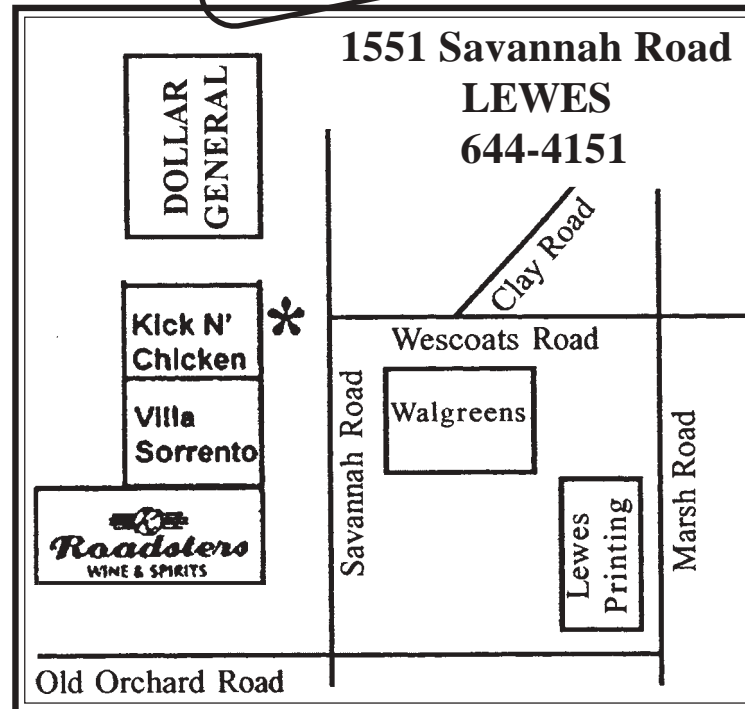 1551 Savannah Road
LEWES
644-4151
DOLLAR
GENERAL
Clay Road
Kick N'
Chicken
*
Wescoats Road
Villa
Sorrento
Savannah Road
Walgreens
Marsh Road
Lewes
Printing
Roadsters
WINE & SPIRITS
Old Orchard Road